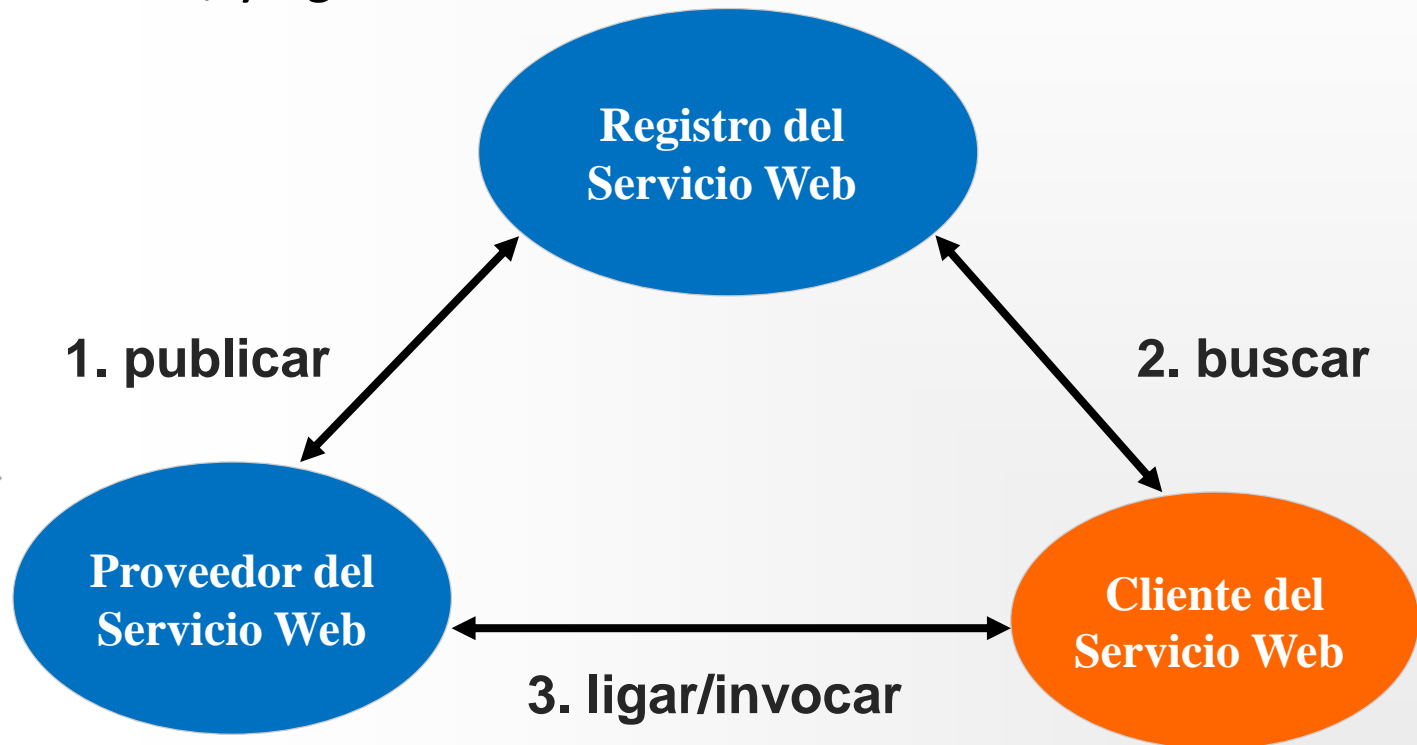 Registro del
Servicio Web
1. publicar
2. buscar
Proveedor del
Servicio Web
Cliente del
Servicio Web
3. ligar/invocar